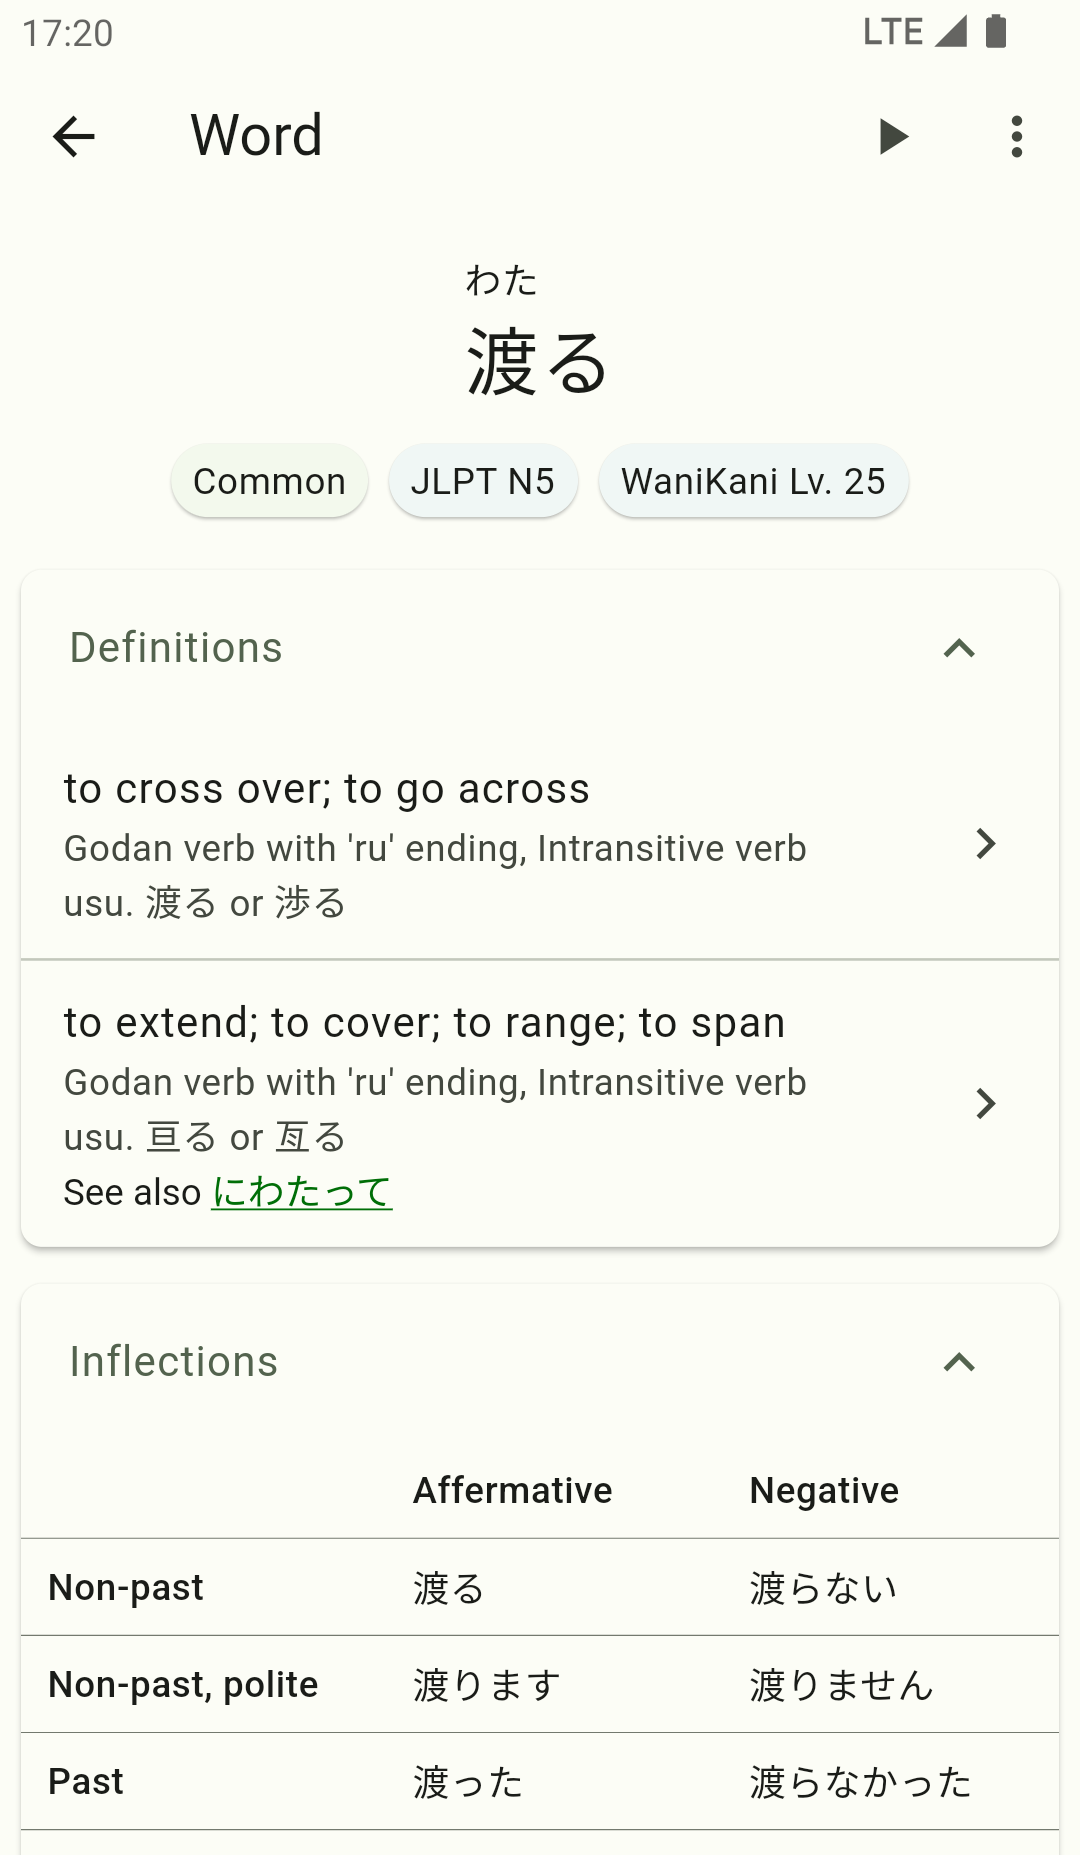 17:20 LTE
Word
わた
渡る
Common JLPT N5 WaniKani Lv. 25
Definitions
to cross over; to go across
Godan verb with 'ru' ending, Intransitive verb
usu. 渡る or 渉る
to extend; to cover; to range; to span
Godan verb with 'ru' ending, Intransitive verb
usu. 亘る or 亙る
See also にわたって
Inflections
Affermative Negative
Non-past 渡る 渡らない
Non-past, polite 渡ります 渡りません
Past 渡った 渡らなかった